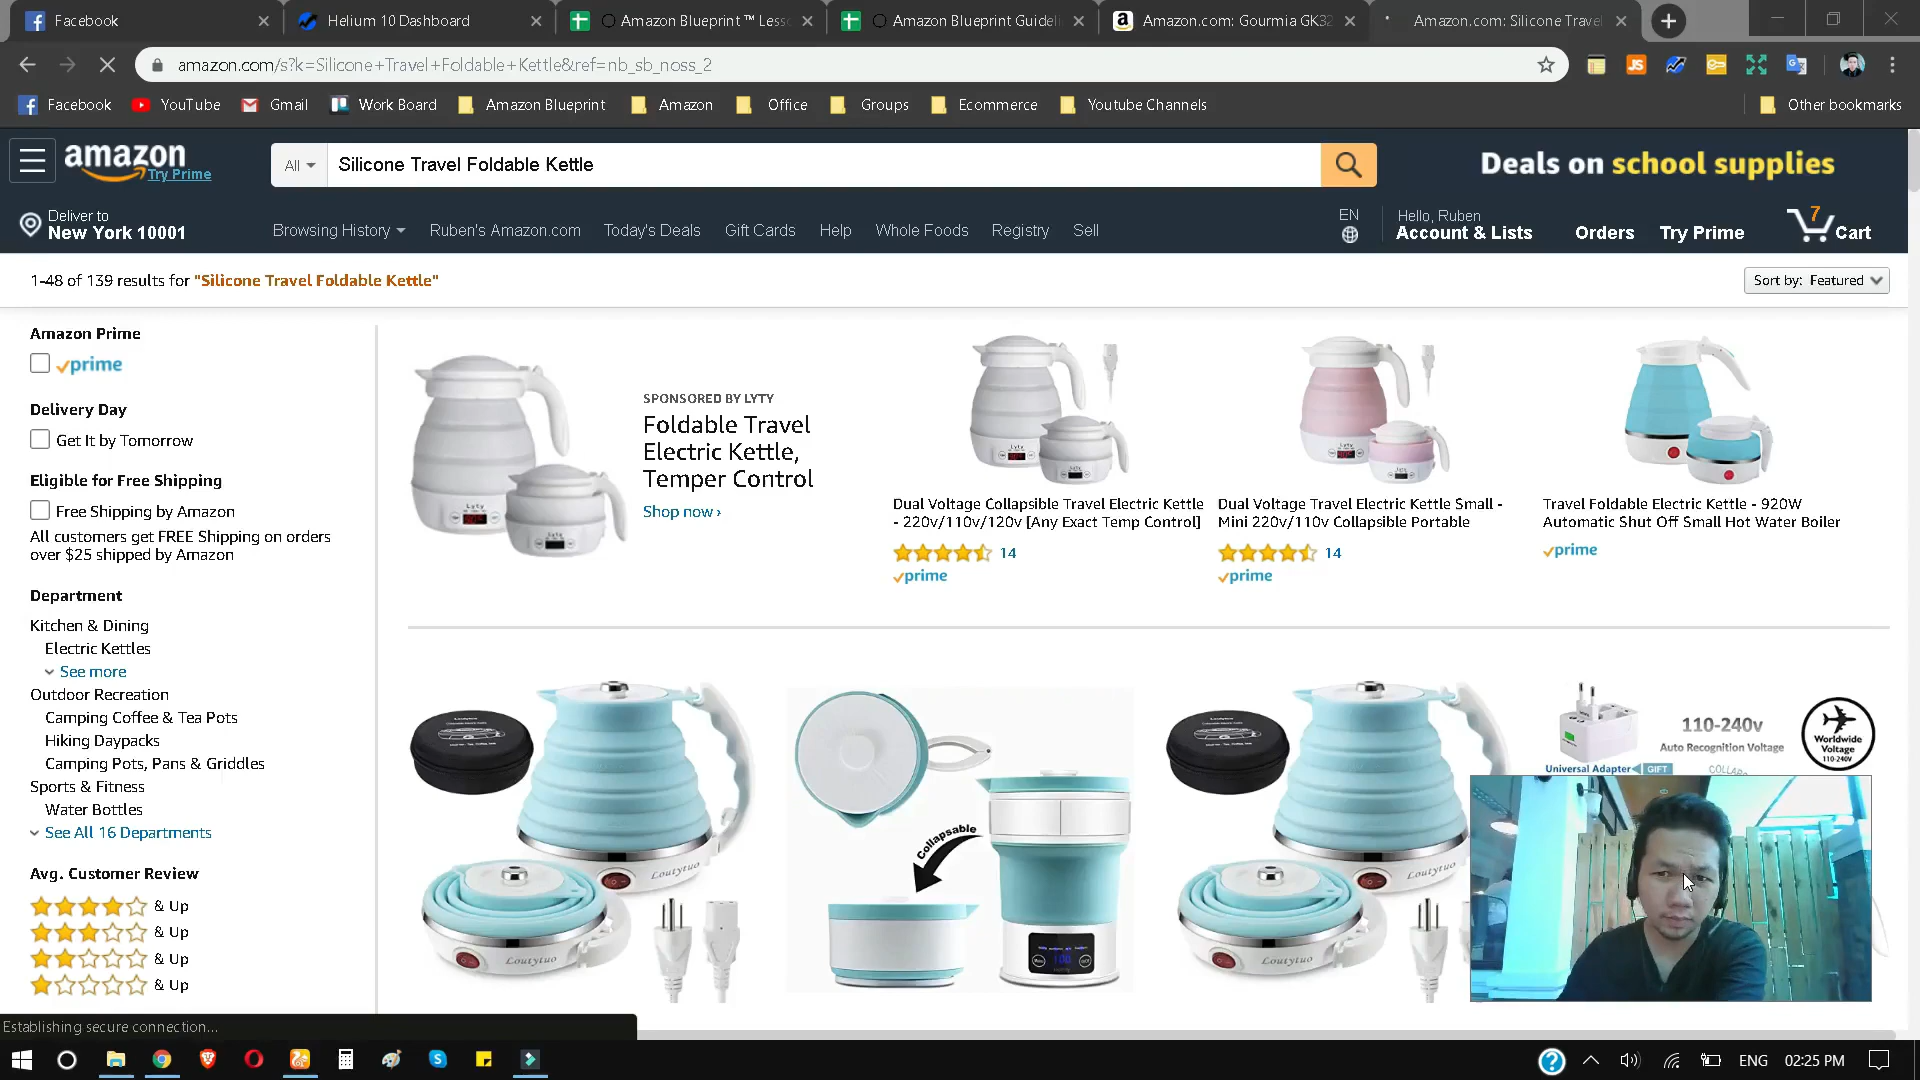 Facebook
Helium 10 Dashboard
Amazon Blueprint ™ Less
Amazon Blueprint Guideli
Amazon.com: Gourmia GK32
Amazon.com: Silicone Trave
amazon.com/s?k=Silicone+Travel+Foldable+Kettle&ref=nb_sb_noss_2
Facebook
YouTube
Gmail
Work Board
Amazon Blueprint
Amazon
Office
Groups
Ecommerce
Youtube Channels
Other bookmarks
amazon
Try Prime
All
Silicone Travel Foldable Kettle
Deals on school supplies
Deliver to
New York 10001
Browsing History
Ruben's Amazon.com
Today's Deals
Gift Cards
Help
Whole Foods
Registry
Sell
EN
Hello, Ruben
Account & Lists
Orders
Try Prime
7
Cart
1-48 of 139 results for "Silicone Travel Foldable Kettle"
Sort by: Featured
Amazon Prime
prime
Delivery Day
Get It by Tomorrow
Eligible for Free Shipping
Free Shipping by Amazon
All customers get FREE Shipping on orders
over $25 shipped by Amazon
Department
Kitchen & Dining
Electric Kettles
See more
Outdoor Recreation
Camping Coffee & Tea Pots
Hiking Daypacks
Camping Pots, Pans & Griddles
Sports & Fitness
Water Bottles
See All 16 Departments
Avg. Customer Review
& Up
& Up
& Up
& Up
SPONSORED BY LYTY
Foldable Travel
Electric Kettle,
Temper Control
Shop now ›
Dual Voltage Collapsible Travel Electric Kettle
- 220v/110v/120v [Any Exact Temp Control]
14
prime
Dual Voltage Travel Electric Kettle Small -
Mini 220v/110v Collapsible Portable
14
prime
Travel Foldable Electric Kettle - 920W
Automatic Shut Off Small Hot Water Boiler
prime
Lyty
Loutytuo
Loutytuo
Collapsable
100
Loutytuo
Loutytuo
110-240v
Auto Recognition Voltage
Universal Adapter
GIFT
Worldwide
Voltage
110-240v
Establishing secure connection...
ENG
02:25 PM